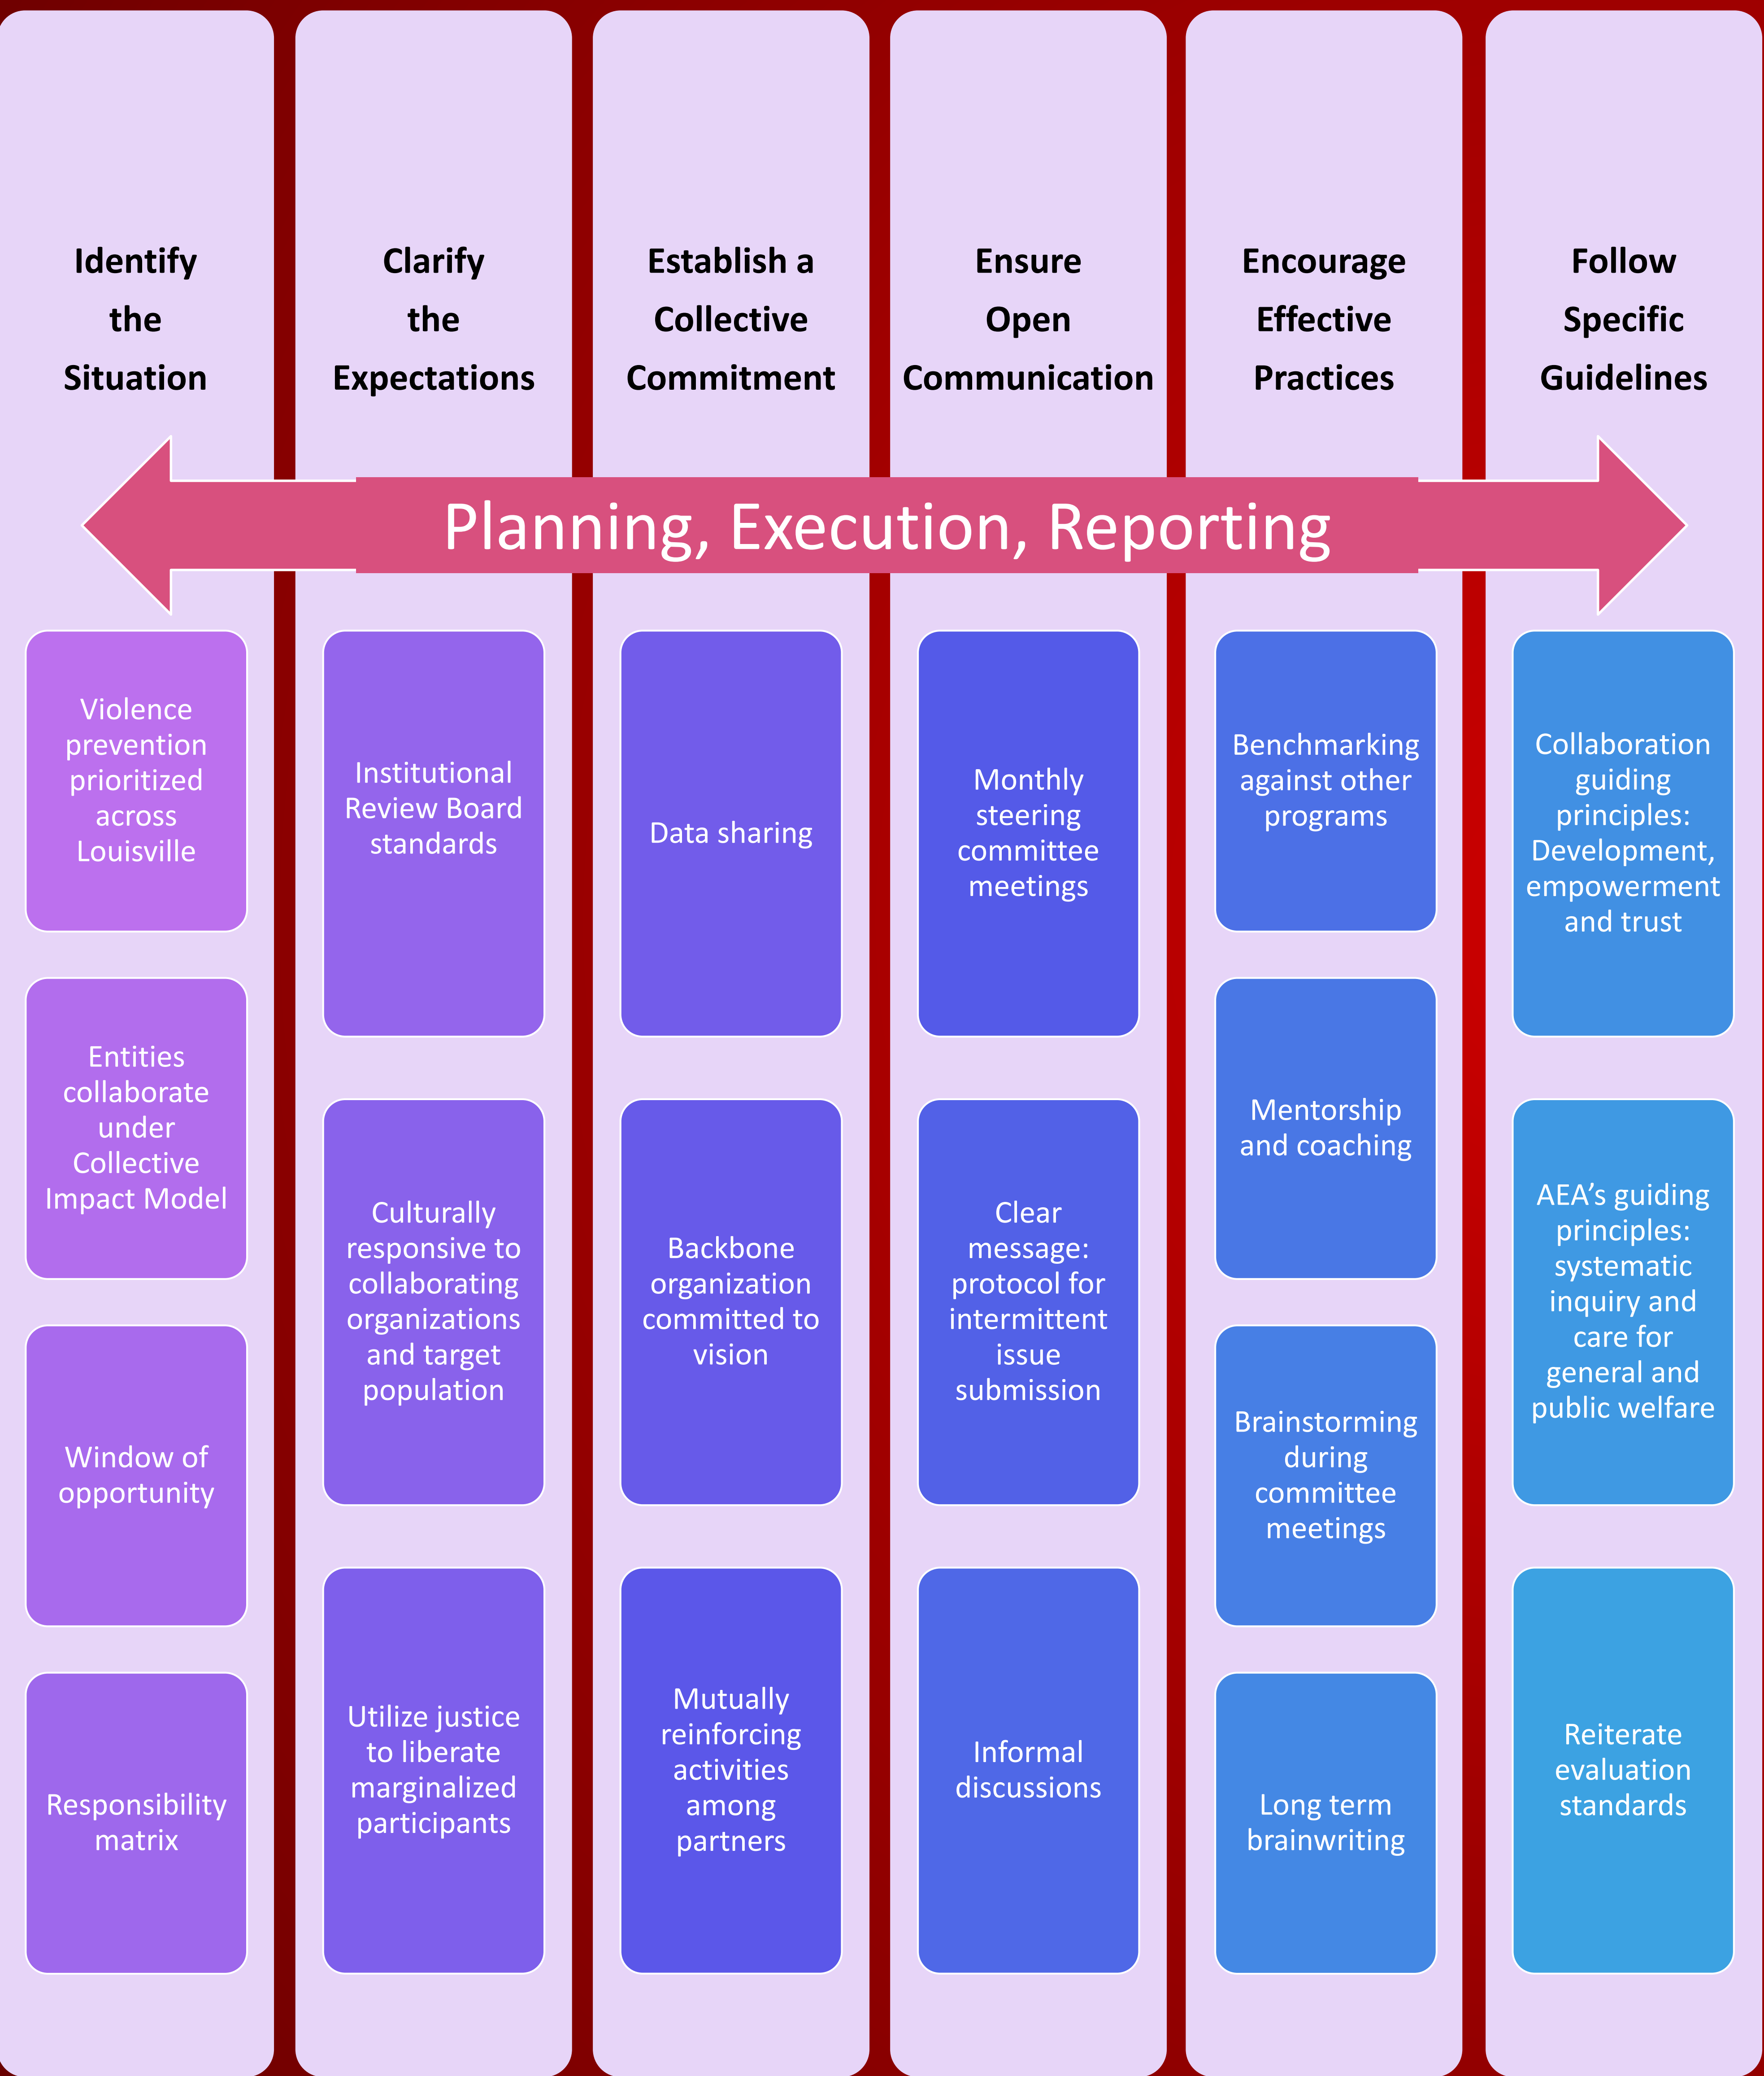 Identify
the
Situation
Clarify
the
Expectations
Establish a
Collective
Commitment
Ensure
Open
Communication
Encourage
Effective
Practices
Follow
Specific
Guidelines
Planning, Execution, Reporting
Violence
prevention
prioritized
across
Louisville
Entities
collaborate
under
Collective
Impact Model
Window of
opportunity
Responsibility
matrix
Institutional
Review Board
standards
Culturally
responsive to
collaborating
organizations
and target
population
Utilize justice
to liberate
marginalized
participants
Data sharing
Backbone
organization
committed to
vision
Mutually
reinforcing
activities
among
partners
Monthly
steering
committee
meetings
Clear
message:
protocol for
intermittent
issue
submission
Informal
discussions
Benchmarking
against other
programs
Mentorship
and coaching
Brainstorming
during
committee
meetings
Long term
brainwriting
Collaboration
guiding
principles:
Development,
empowerment
and trust
AEA’s guiding
principles:
systematic
inquiry and
care for
general and
public welfare
Reiterate
evaluation
standards